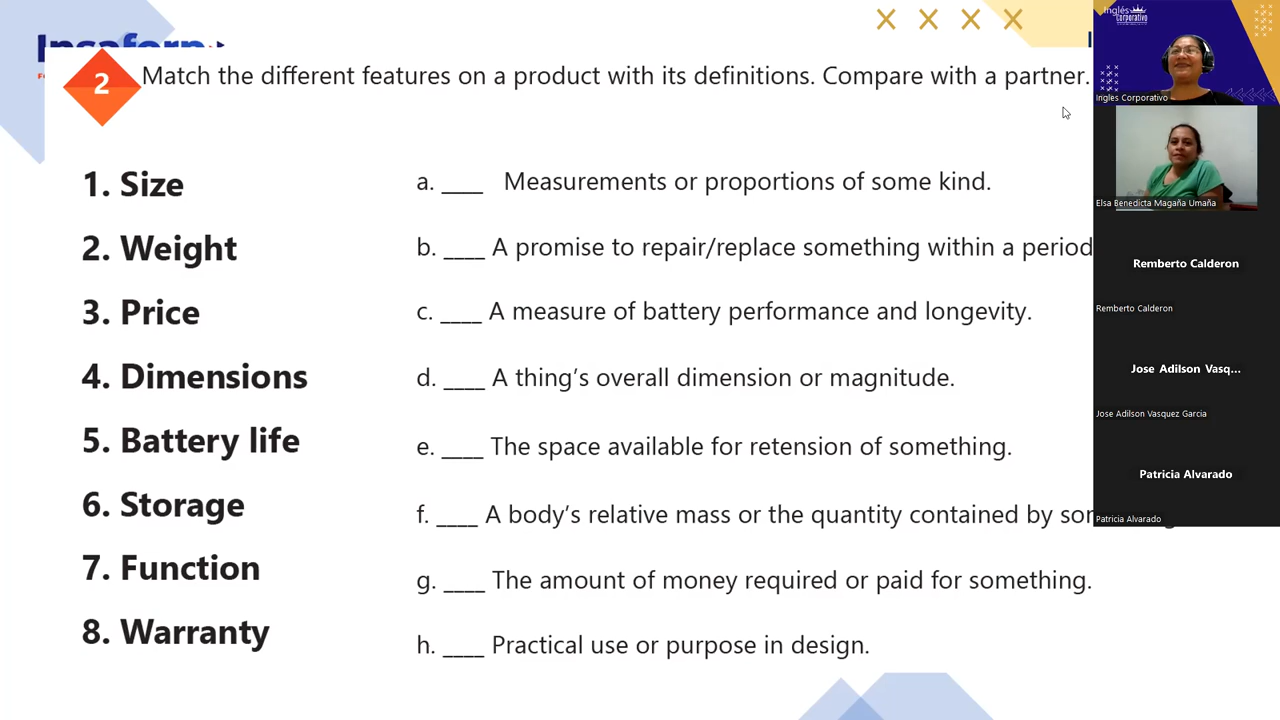 Insaforp
2
Match the different features on a product with its definitions. Compare with a partner.
1. Size
2. Weight
3. Price
4. Dimensions
5. Battery life
6. Storage
7. Function
8. Warranty
a. ____ Measurements or proportions of some kind.
b. ____ A promise to repair/replace something within a period
c. ____ A measure of battery performance and longevity.
d. ____ A thing's overall dimension or magnitude.
e. ____ The space available for retension of something.
f. ____ A body's relative mass or the quantity contained by
g. ____ The amount of money required or paid for something.
h. ____ Practical use or purpose in design.
Inglés
Corporativo
Ingles Corporativo
Elsa Benedicta Magaña Umaña
Remberto Calderon
Remberto Calderon
Jose Adilson Vasq...
Jose Adilson Vasquez Garcia
Patricia Alvarado
Patricia Alvarado